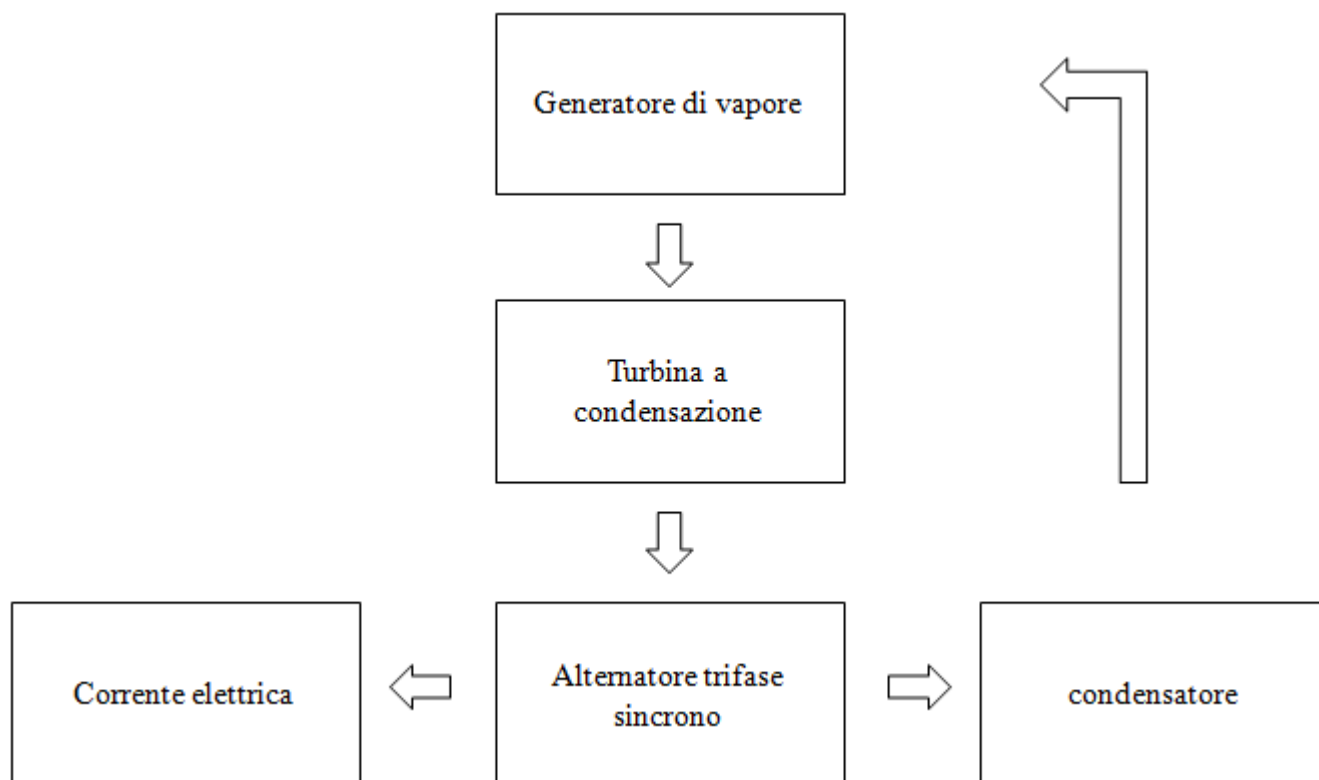 Generatore di vapore
Turbina a
condensazione
Corrente elettrica
Alternatore trifase
sincrono
condensatore